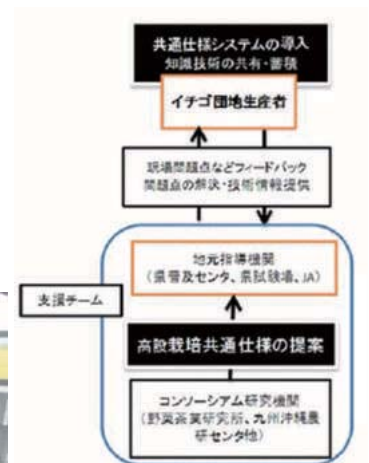 共通仕様システムの導入
知識技術の共有・蓄積
イチゴ団地生産者
現場問題点などフィードバック
問題点の解決・技術情報提供
地元指導機関
（県普及センタ、県試験場、JA）
支援チーム
高設栽培共通仕様の提案
コンソーシアム研究機関
（野菜茶業研究所、九州沖縄農
研センタ他）